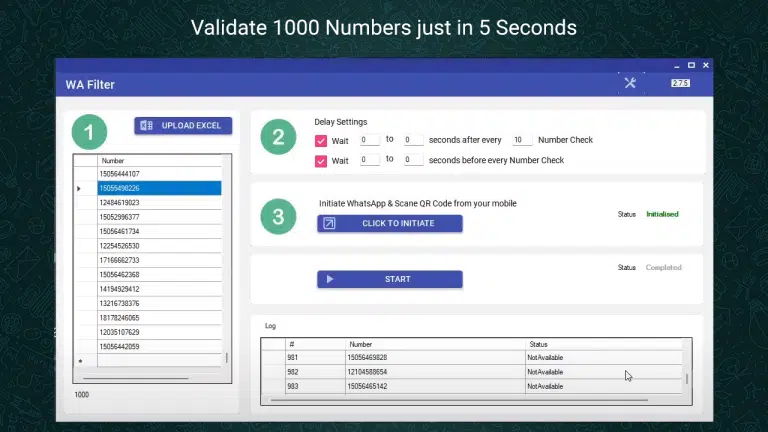 Validate 1000 Numbers just in 5 Seconds
WA Filter
2.7.5
1
UPLOAD EXCEL
Number
15056444107
15055498226
12484619023
15052996377
15056461734
12254526530
17166662733
15056462368
14194929412
13216738376
18178246065
12035107629
15056442059
1000
2
Delay Settings
Wait 0 to 0 seconds after every 10 Number Check
Wait 0 to 0 seconds before every Number Check
3
Initiate WhatsApp & Scane QR Code from your mobile
CLICK TO INITIATE
Status Initialised
START
Status Completed
Log
# Number Status
981 15056469828 NotAvailable
982 12104588654 NotAvailable
983 15056465142 NotAvailable